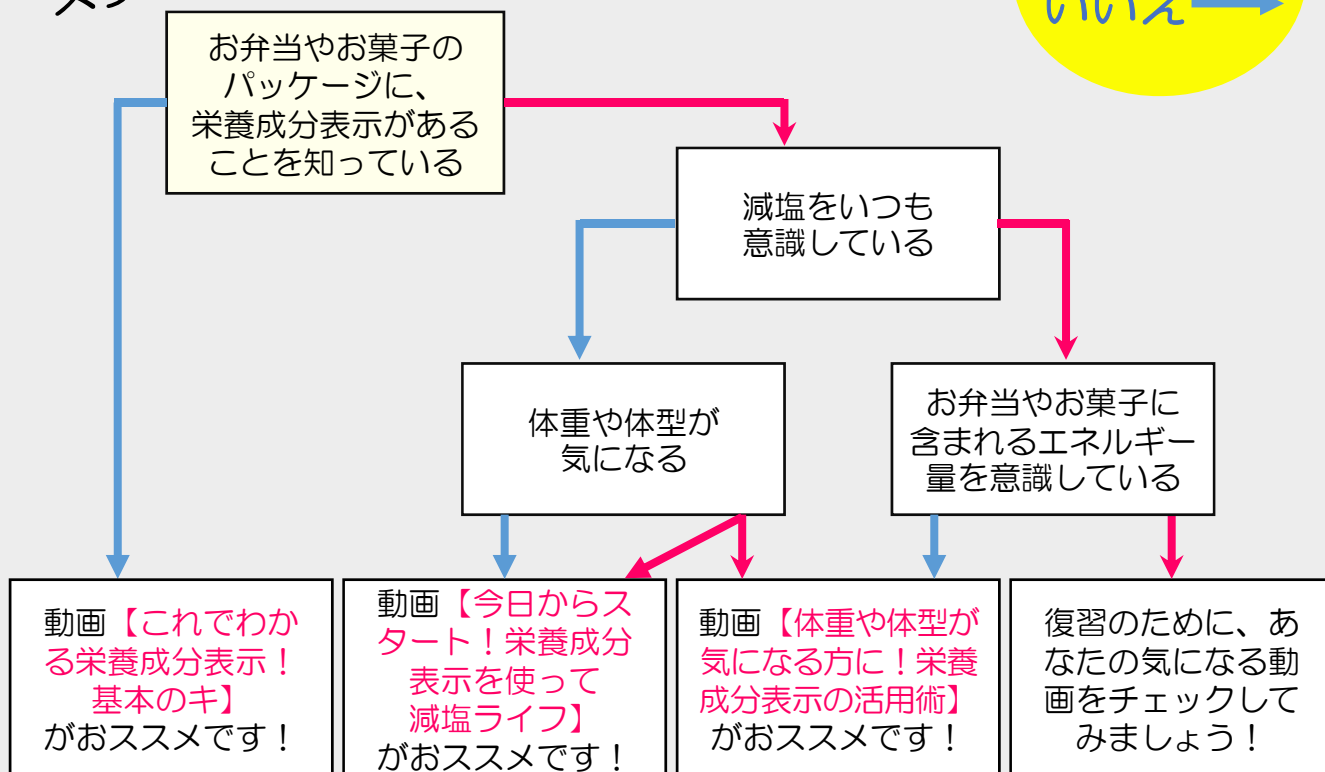 いいえ
お弁当やお菓子の
パッケージに、
栄養成分表示がある
ことを知っている
減塩をいつも
意識している
体重や体型が
気になる
お弁当やお菓子に
含まれるエネルギー
量を意識している
動画【これでわか
る栄養成分表示！
基本のキ】
がおススメです！
動画【今日からス
タート！栄養成分
表示を使って
減塩ライフ】
がおススメです！
動画【体重や体型が
気になる方に！栄養
成分表示の活用術】
がおススメです！
復習のために、あ
なたの気になる動
画をチェックして
みましょう！